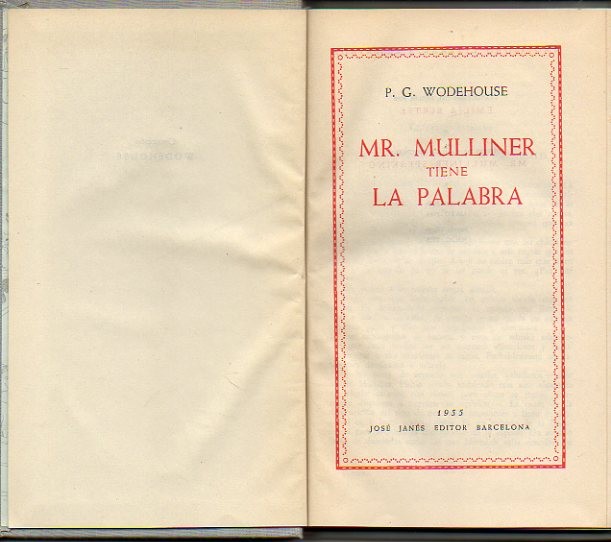 P. G. WODEHOUSE
MR. MULLINER
TIENE
LA PALABRA
1955
JOSÉ JANÉS EDITOR BARCELONA